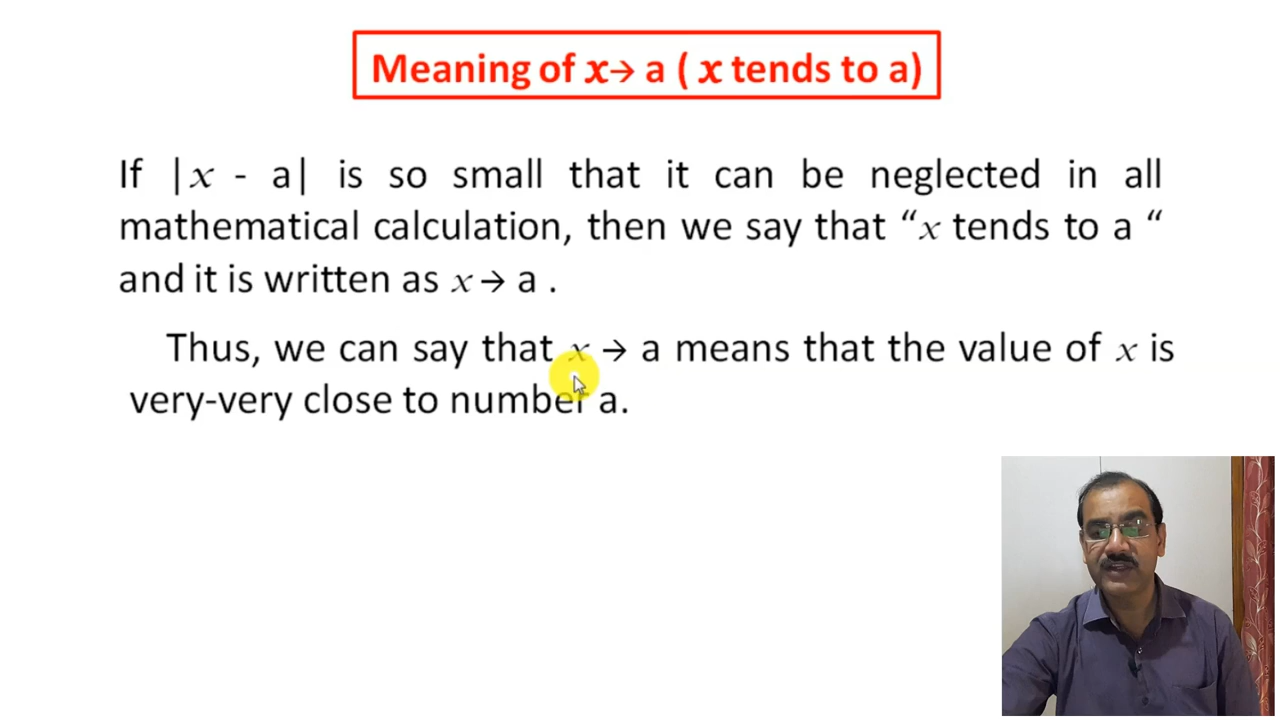 Meaning of x→ a ( x tends to a)
If |x - a| is so small that it can be neglected in all
mathematical calculation, then we say that “x tends to a “
and it is written as x → a .
Thus, we can say that x → a means that the value of x is
very-very close to number a.